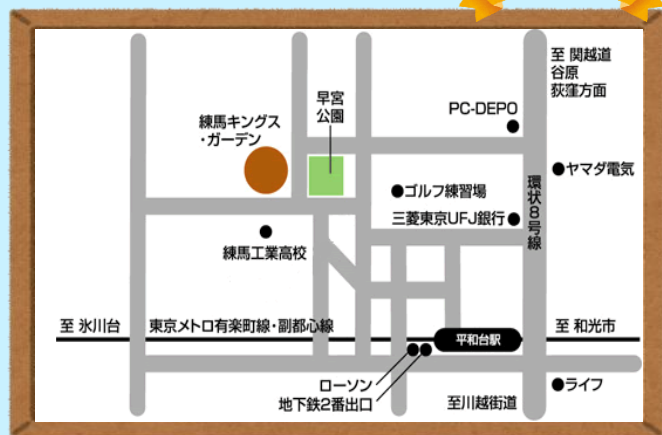 至 関越道
谷原
荻窪方面
早宮
公園
PC-DEPO
練馬キングス
・ガーデン
ヤマダ電気
環状8号線
ゴルフ練習場
三菱東京UFJ銀行
練馬工業高校
至 氷川台
東京メトロ有楽町線・副都心線
平和台駅
至 和光市
ローソン
地下鉄2番出口
至川越街道
ライフ